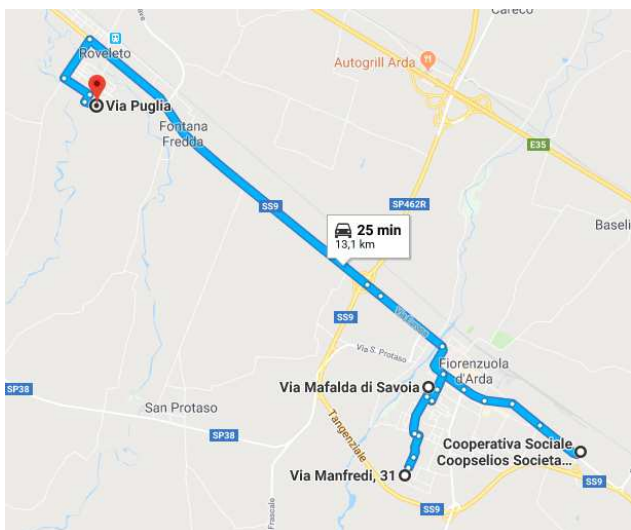 Careco
Roveleto
Autogrill Arda
Via Puglia
Fontana
Fredda
E35
SS9
SP462R
25 min
13,1 km
Baseli
SS9
Via S. Protaso
Fiorenzuola
d'Arda
Via Mafalda di Savoia
SP38
San Protaso
SP38
Tangenziale
Cooperativa Sociale
Coopselios Societa...
Via Manfredi, 31
SS9
SS9